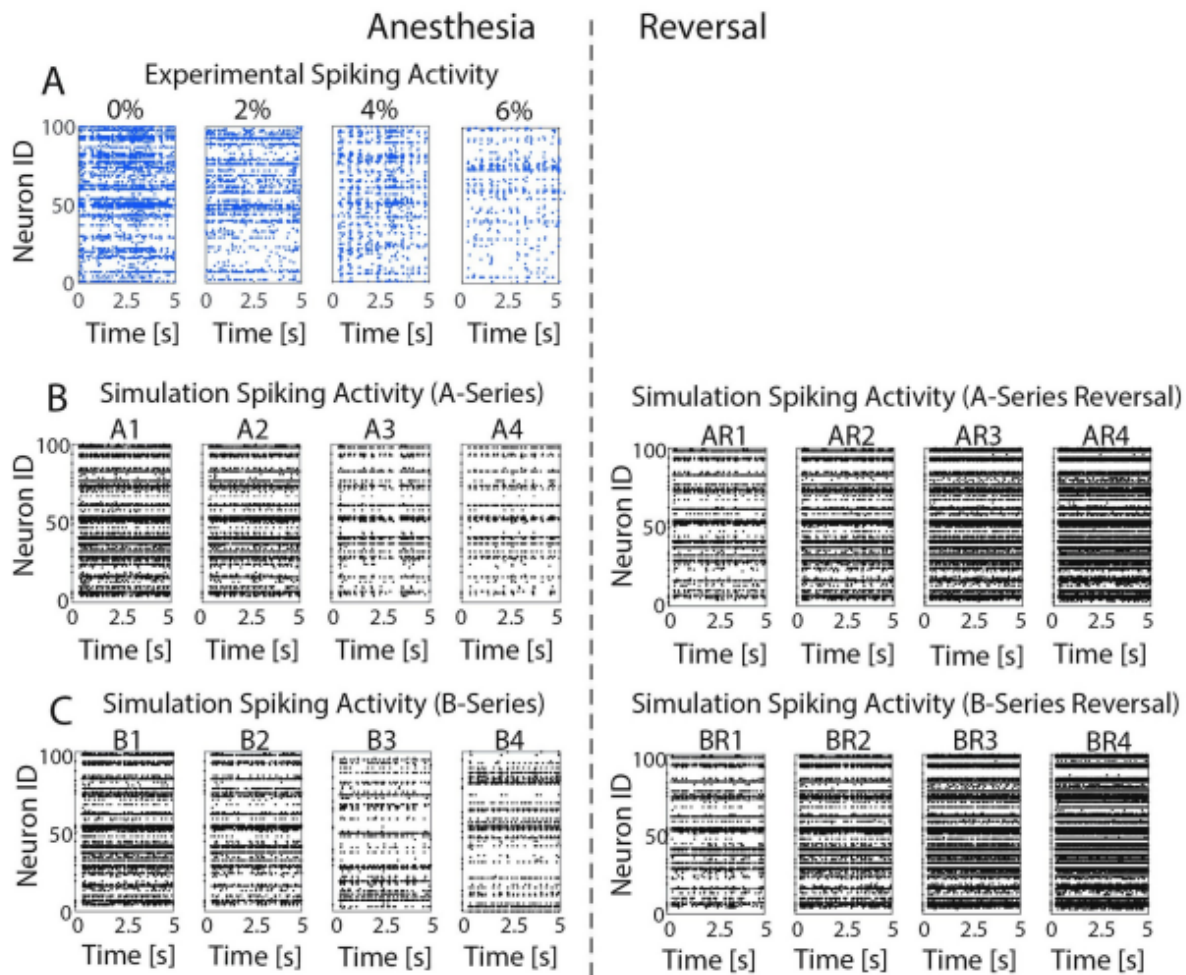 Anesthesia Reversal
A Experimental Spiking Activity
0% 2% 4% 6%
Neuron ID
100
50
0
0 2.5 5 0 2.5 5 0 2.5 5 0 2.5 5
Time [s] Time [s] Time [s] Time [s]
B Simulation Spiking Activity (A-Series)
A1 A2 A3 A4
Neuron ID
100
50
0
0 2.5 5 0 2.5 5 0 2.5 5 0 2.5 5
Time [s] Time [s] Time [s] Time [s]
Simulation Spiking Activity (A-Series Reversal)
AR1 AR2 AR3 AR4
Neuron ID
100
50
0
0 2.5 5 0 2.5 5 0 2.5 5 0 2.5 5
Time [s] Time [s] Time [s] Time [s]
C Simulation Spiking Activity (B-Series)
B1 B2 B3 B4
Neuron ID
100
50
0
0 2.5 5 0 2.5 5 0 2.5 5 0 2.5 5
Time [s] Time [s] Time [s] Time [s]
Simulation Spiking Activity (B-Series Reversal)
BR1 BR2 BR3 BR4
Neuron ID
100
50
0
0 2.5 5 0 2.5 5 0 2.5 5 0 2.5 5
Time [s] Time [s] Time [s] Time [s]